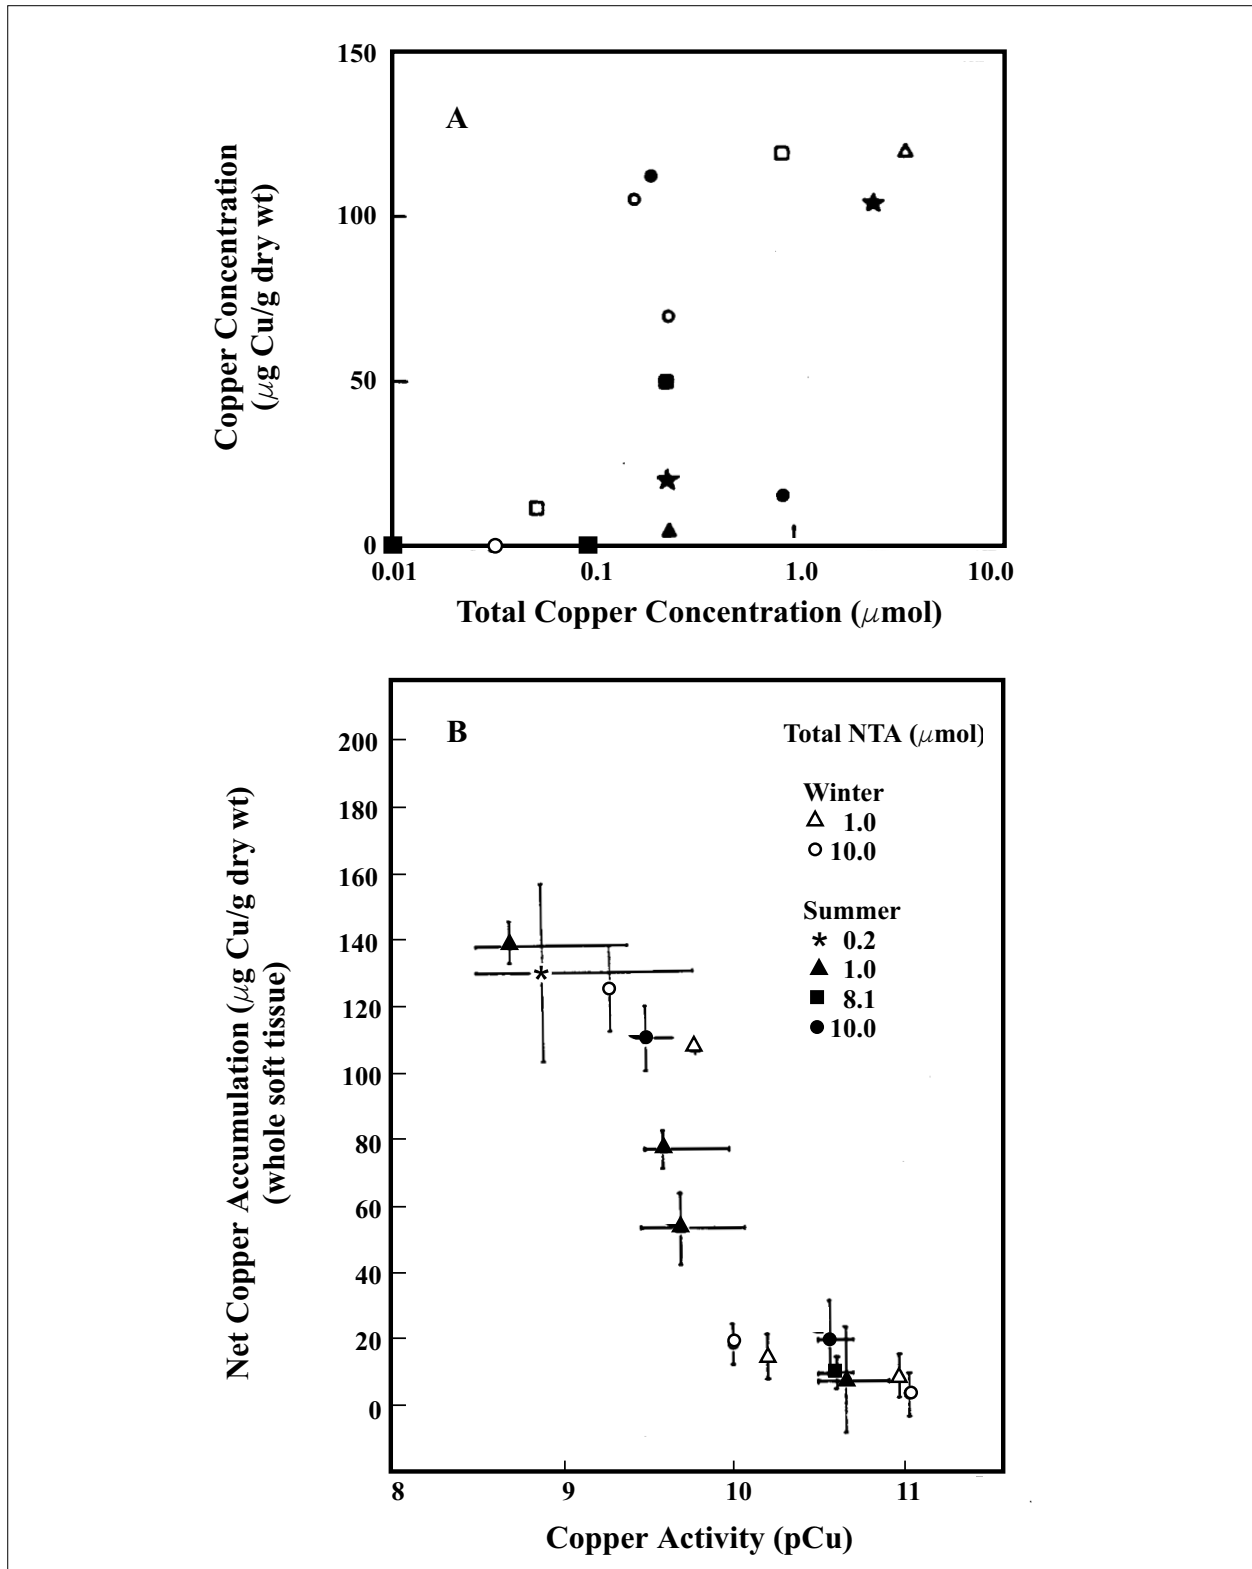 150
A
100
50
0
Copper Concentration
(μg Cu/g dry wt)
0.01
0.1
1.0
10.0
Total Copper Concentration (μmol)
B
Total NTA (μmol)
Winter
1.0
10.0
Summer
0.2
1.0
8.1
10.0
200
180
160
140
120
100
80
60
40
20
0
Net Copper Accumulation (μg Cu/g dry wt)
(whole soft tissue)
8
9
10
11
Copper Activity (pCu)